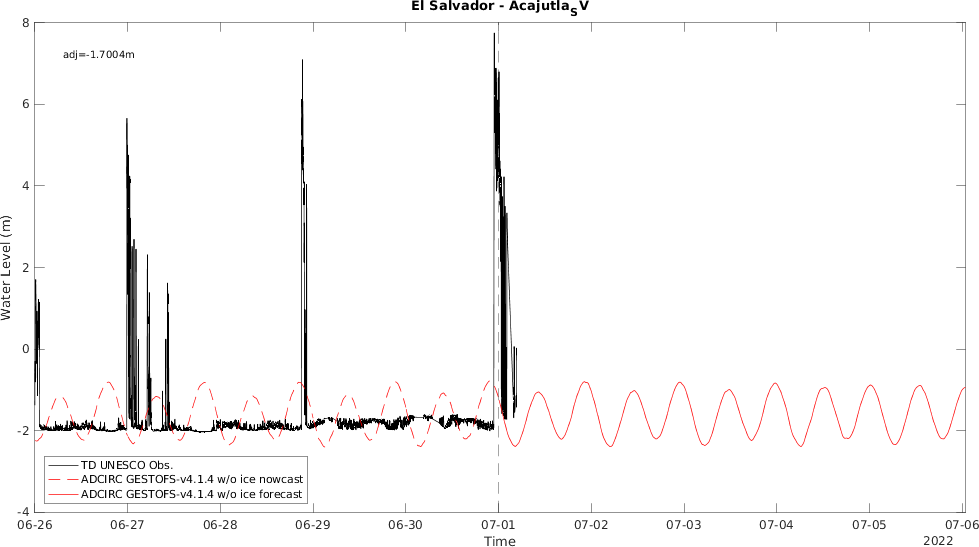 El Salvador - Acajutla_SV
8
adj=-1.7004m
6
4
2
0
-2
-4
Water Level (m)
TD UNESCO Obs.
ADCIRC GESTOFS-v4.1.4 w/o ice nowcast
ADCIRC GESTOFS-v4.1.4 w/o ice forecast
06-26 06-27 06-28 06-29 06-30 07-01 07-02 07-03 07-04 07-05 07-06
Time
2022